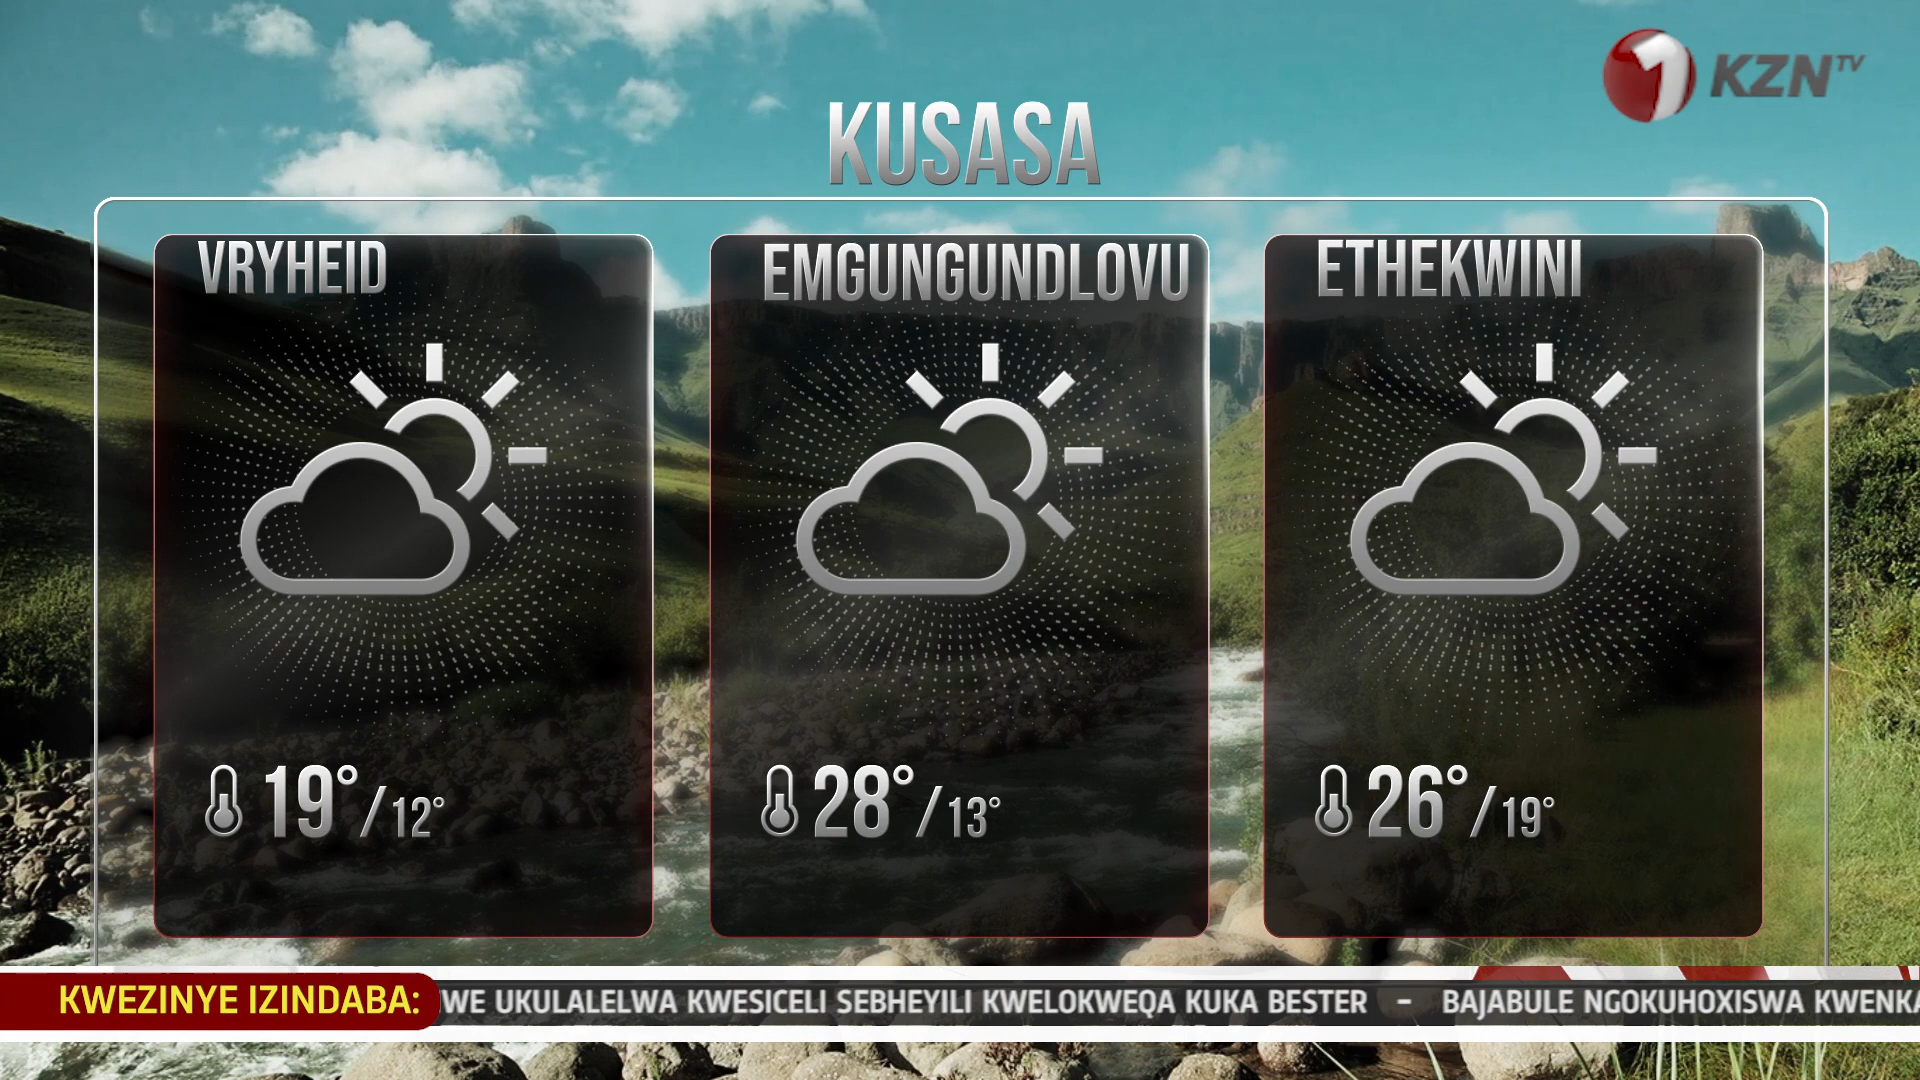 1KZN TV
KUSASA
VRYHEID
EMGUNGUNDLOVU
ETHEKWINI
19°/12°
28°/13°
26°/19°
KWEZINYE IZINDABA: WE UKULALELWA KWESICELI SEBHEYILI KWELOKWEQA KUKA BESTER - BAJABULE NGOKUHOXISWA KWENKA